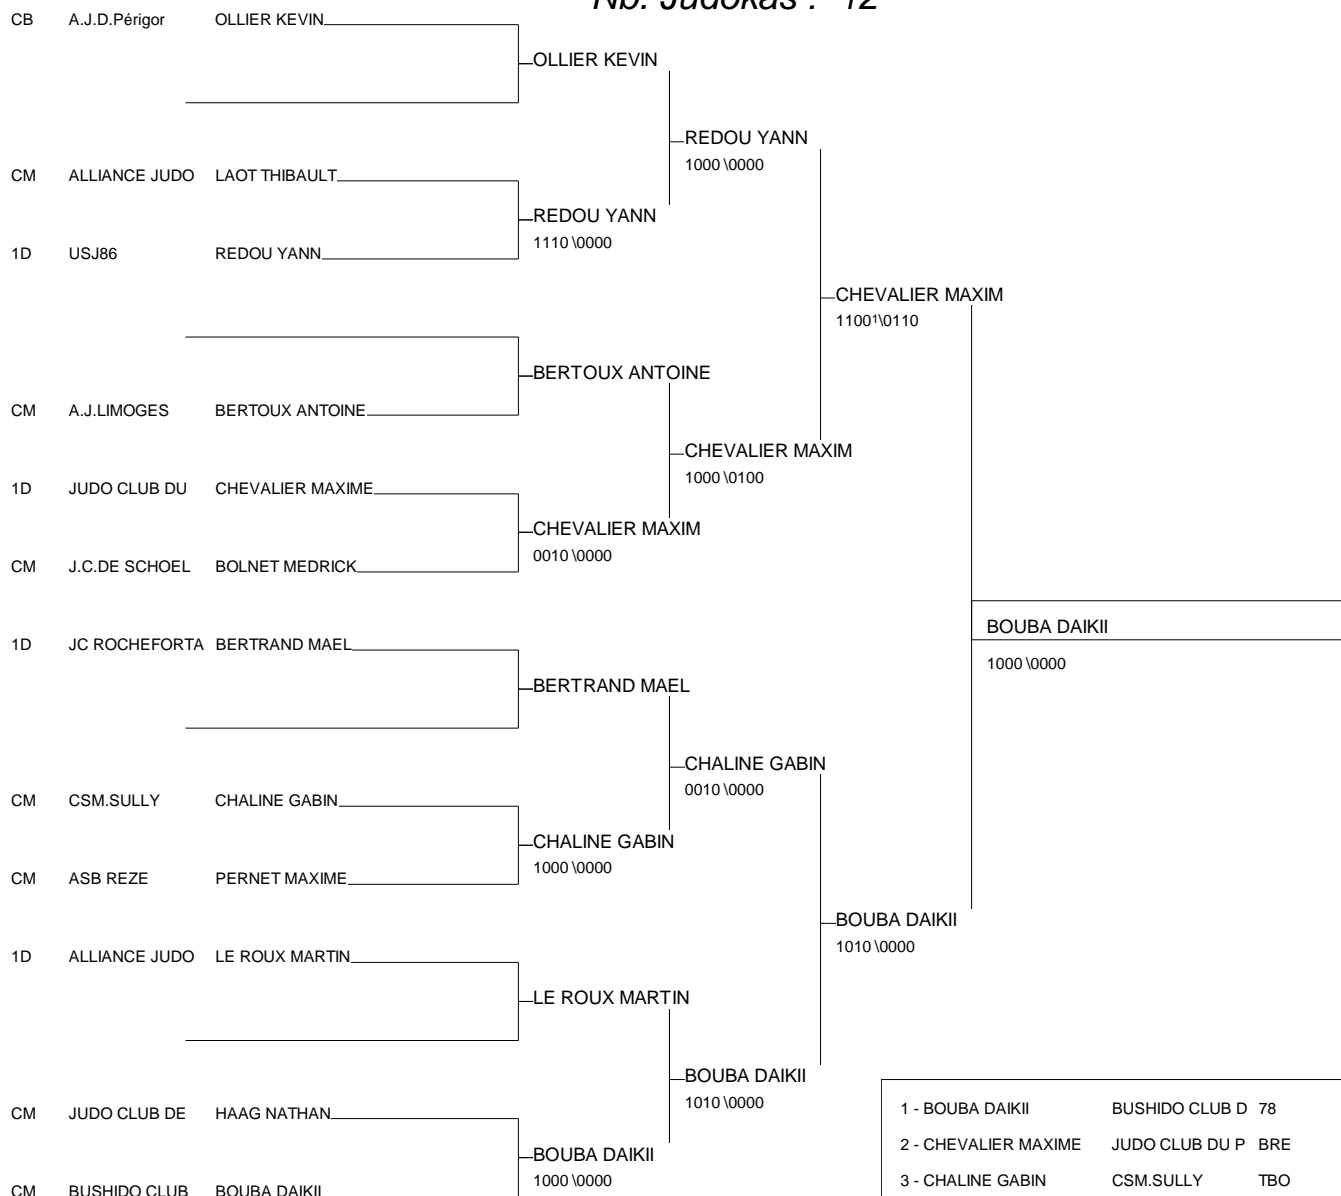 Nb. Judokas : 12
CB A.J.D.Périgor OLLIER KEVIN
OLLIER KEVIN
REDOU YANN
1000 \0000
CM ALLIANCE JUDO LAOT THIBAULT
REDOU YANN
1110 \0000
1D USJ86 REDOU YANN
CHEVALIER MAXIM
1100¹\0110
BERTOUX ANTOINE
CM A.J.LIMOGES BERTOUX ANTOINE
CHEVALIER MAXIM
1000 \0100
1D JUDO CLUB DU CHEVALIER MAXIME
CHEVALIER MAXIM
0010 \0000
CM J.C.DE SCHOEL BOLNET MEDRICK
BOUBA DAIKII
1000 \0000
1D JC ROCHEFORTA BERTRAND MAEL
BERTRAND MAEL
CHALINE GABIN
0010 \0000
CM CSM.SULLY CHALINE GABIN
CHALINE GABIN
1000 \0000
CM ASB REZE PERNET MAXIME
BOUBA DAIKII
1010 \0000
1D ALLIANCE JUDO LE ROUX MARTIN
LE ROUX MARTIN
BOUBA DAIKII
1010 \0000
CM JUDO CLUB DE HAAG NATHAN
BOUBA DAIKII
1000 \0000
CM BUSHIDO CLUB BOUBA DAIKII
1 - BOUBA DAIKII BUSHIDO CLUB D 78
2 - CHEVALIER MAXIME JUDO CLUB DU P BRE
3 - CHALINE GABIN CSM.SULLY TBO